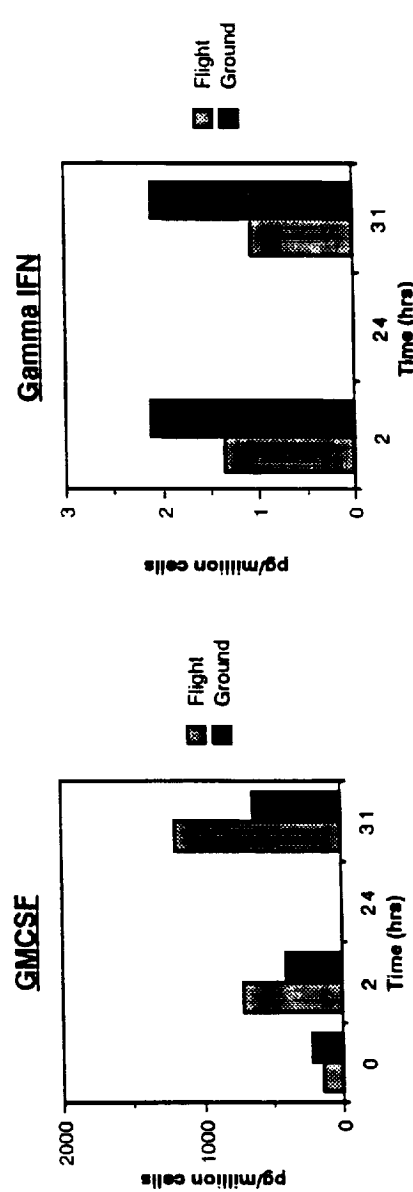 GMCSF
2000
1000
0
pg/million cells
0 2 24 31
Time (hrs)
Flight
Ground
Gamma IFN
3
2
1
0
pg/million cells
2 24 31
Time (hrs)
Flight
Ground